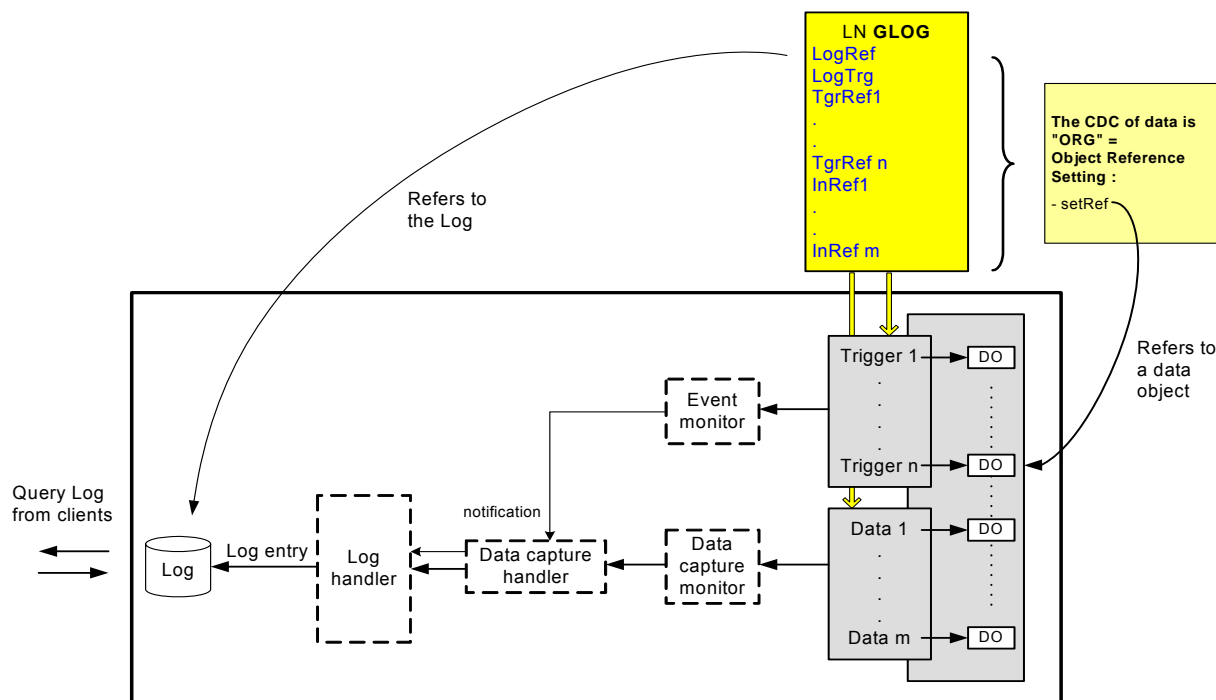 LN GLOG
LogRef
LogTrg
TgrRef1
.
.
TgrRef n
InRef1
.
.
InRef m
The CDC of data is
"ORG" =
Object Reference
Setting :
- setRef
Refers to
the Log
Refers to
a data
object
Trigger 1
.
.
.
.
Trigger n
DO
DO
Event
monitor
notification
Query Log
from clients
Log
Log entry
Log
handler
Data capture
handler
Data
capture
monitor
Data 1
.
.
.
.
Data m
DO
DO